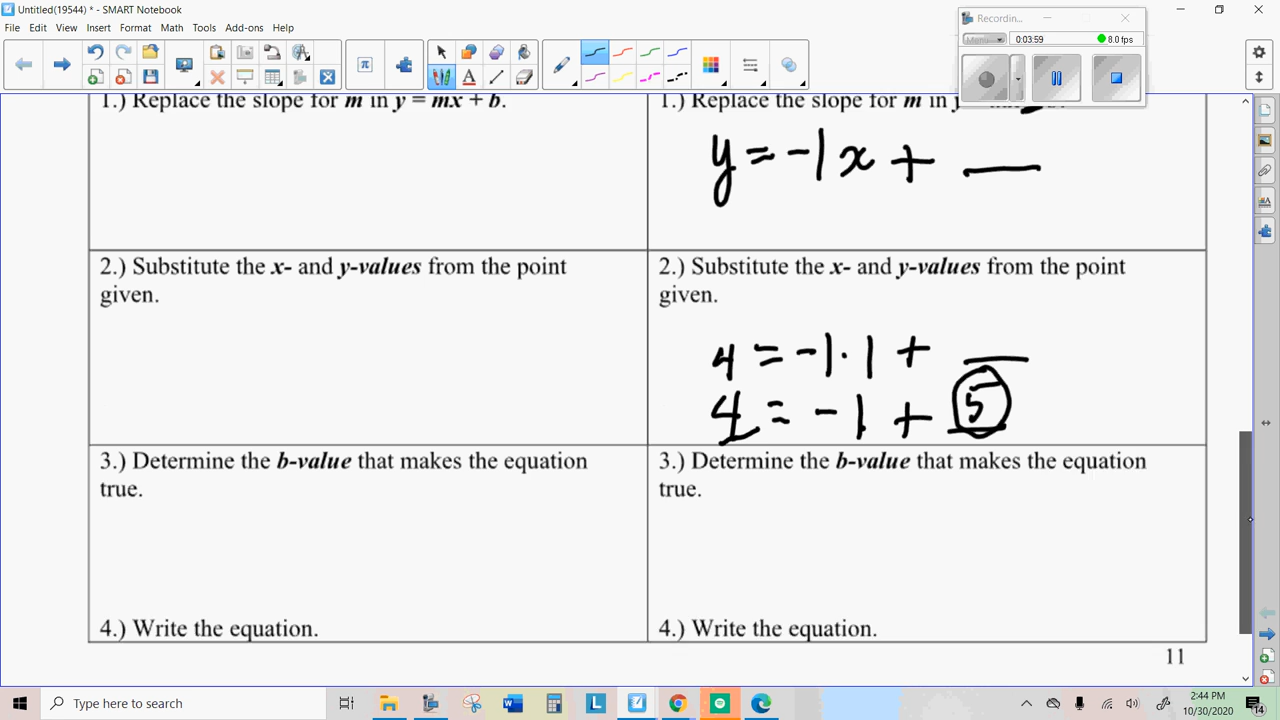 Untitled(19544) * - SMART Notebook
File Edit View Insert Format Math Tools Add-ons Help
Recordin...
Menu
0:03:59
8.0 fps
1.) Replace the slope for m in y = mx + b.
1.) Replace the slope for m in y
y = -1x + __
2.) Substitute the x- and y-values from the point
given.
2.) Substitute the x- and y-values from the point
given.
4 = -1·1 + __
4 = -1 + 5
3.) Determine the b-value that makes the equation
true.
3.) Determine the b-value that makes the equation
true.
4.) Write the equation.
4.) Write the equation.
11
Type here to search
2:44 PM
10/30/2020
14